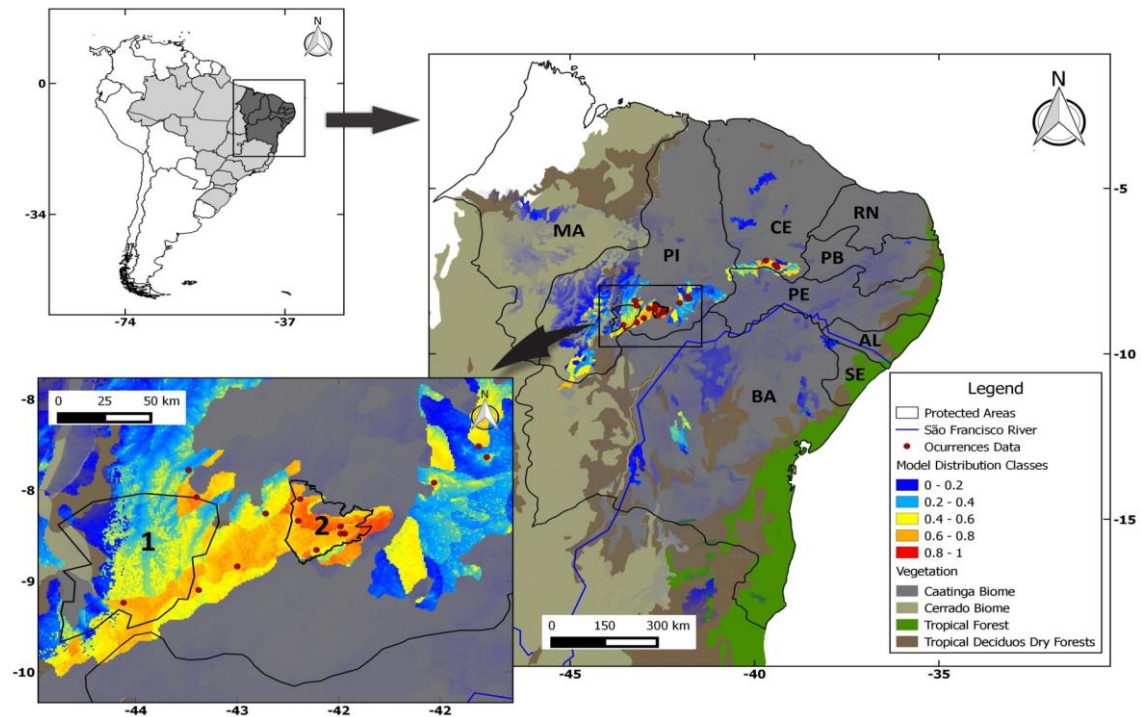 N
0
-34
-74
-37
N
-5
-10
-15
-45
-40
-35
MA
PI
CE
RN
PB
PE
AL
SE
BA
0 150 300 km
Legend
Protected Areas
São Francisco River
Ocurrences Data
Model Distribution Classes
0 - 0.2
0.2 - 0.4
0.4 - 0.6
0.6 - 0.8
0.8 - 1
Vegetation
Caatinga Biome
Cerrado Biome
Tropical Forest
Tropical Deciduos Dry Forests
-8
0 25 50 km
N
-8
-9
-10
1
2
-44
-43
-42
-42
-42